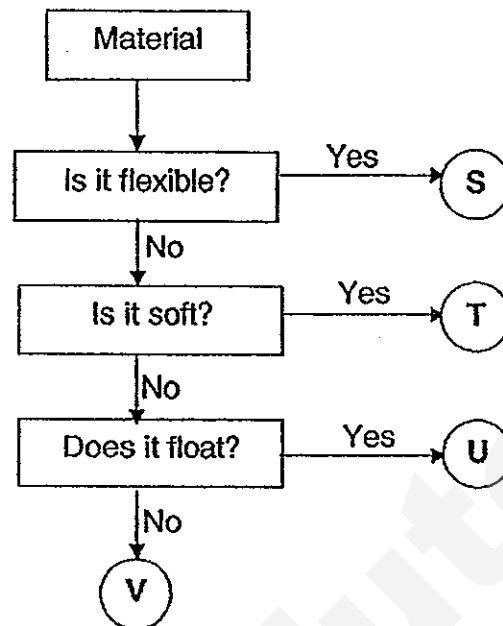 Material
Is it flexible?
Yes
S
No
Is it soft?
Yes
T
No
Does it float?
Yes
U
No
V